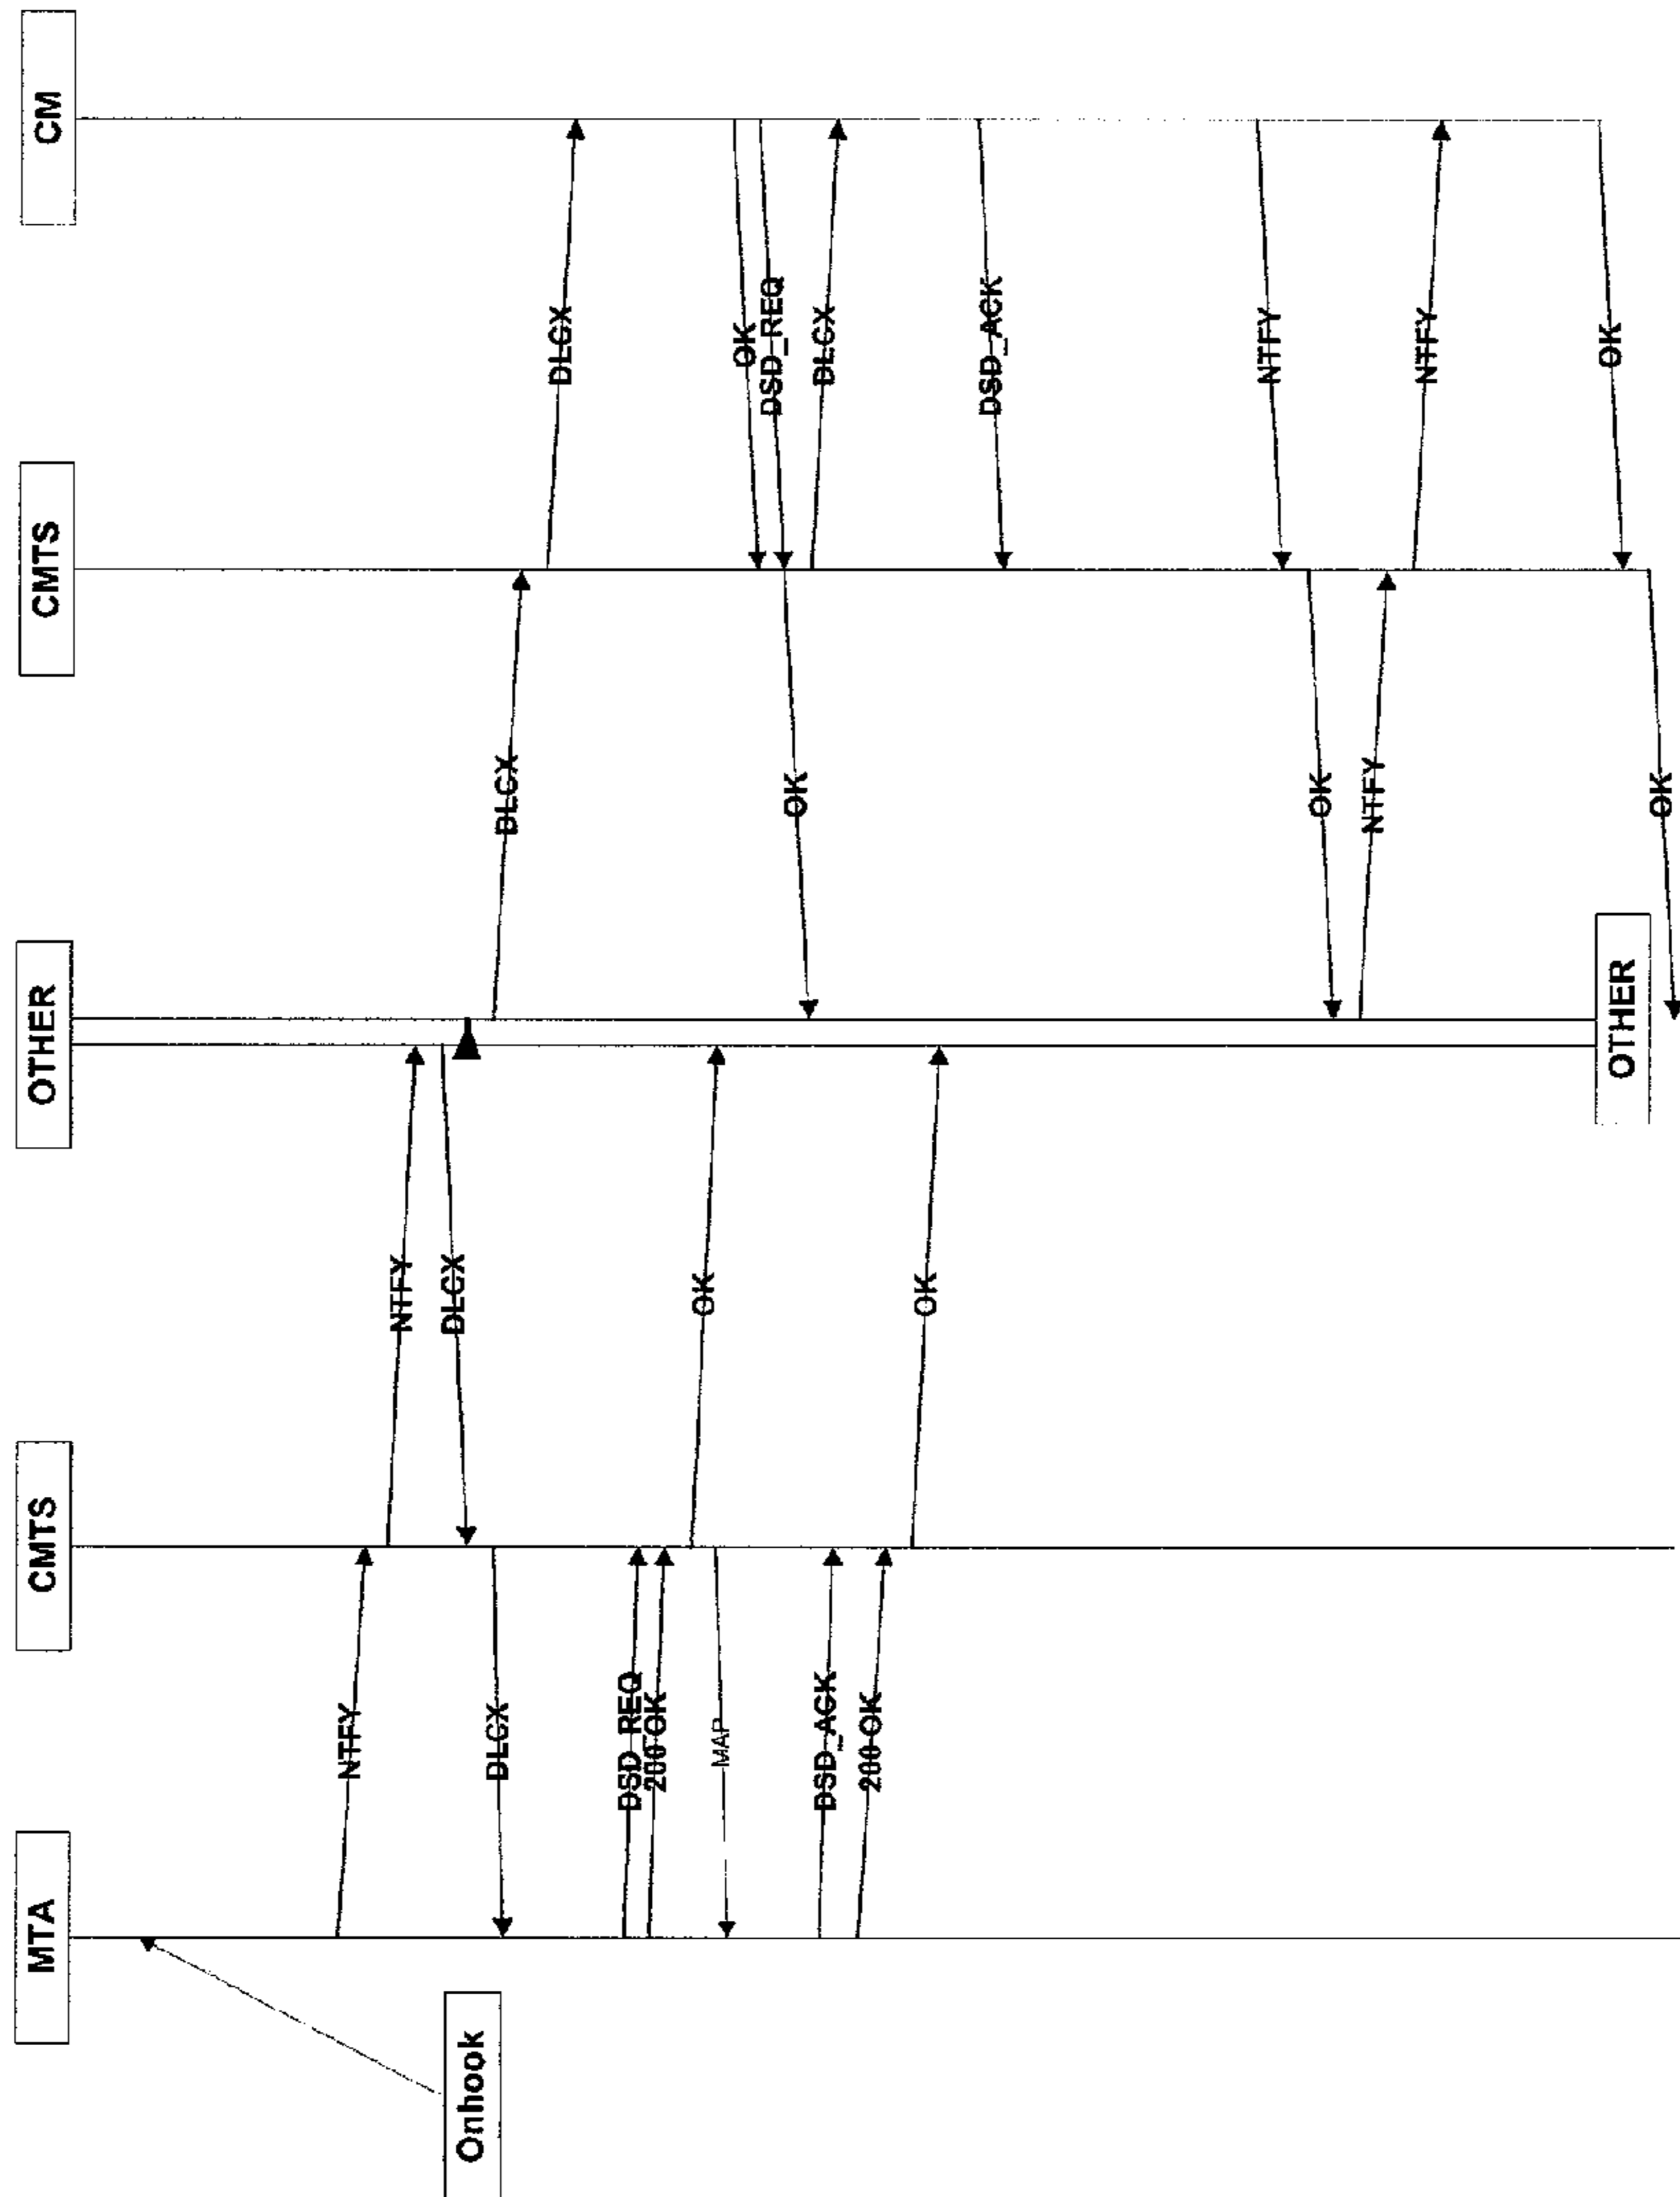 MTA
CMTS
OTHER
CMTS
CM
NTFY
NTFY
DLCX
Onhook
DLCX
DLCX
DLCX
DSD_REQ
200 OK
OK
MAP
OK
DSD_REQ
OK
DSD_ACK
DLCX
200 OK
OK
DSD_ACK
NTFY
OK
NTFY
NTFY
OK
OTHER
OK